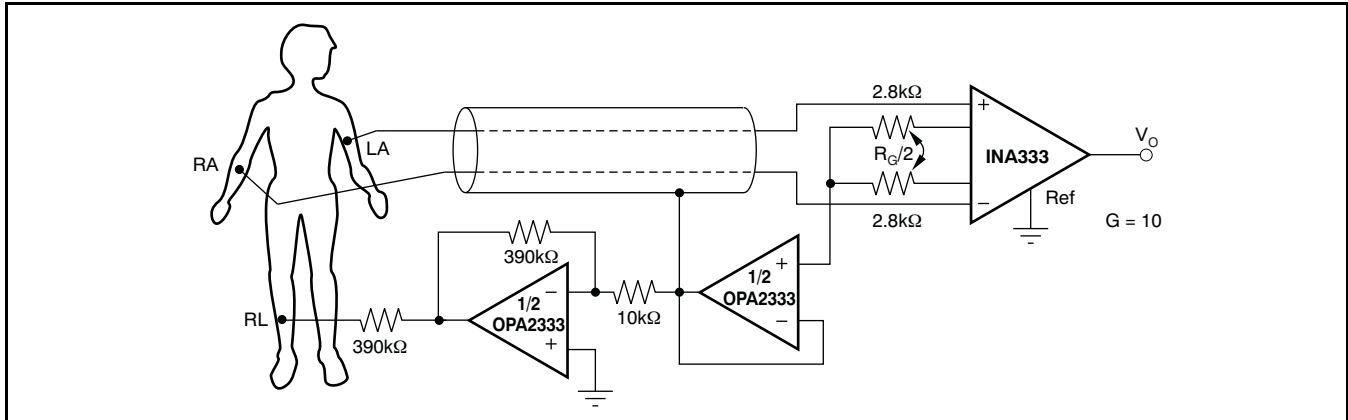 2.8kΩ
+
LA
RA
R_G/2
INA333
V_O
Ref
−
G = 10
2.8kΩ
390kΩ
+
1/2
OPA2333
−
−
1/2
OPA2333
+
10kΩ
RL
390kΩ